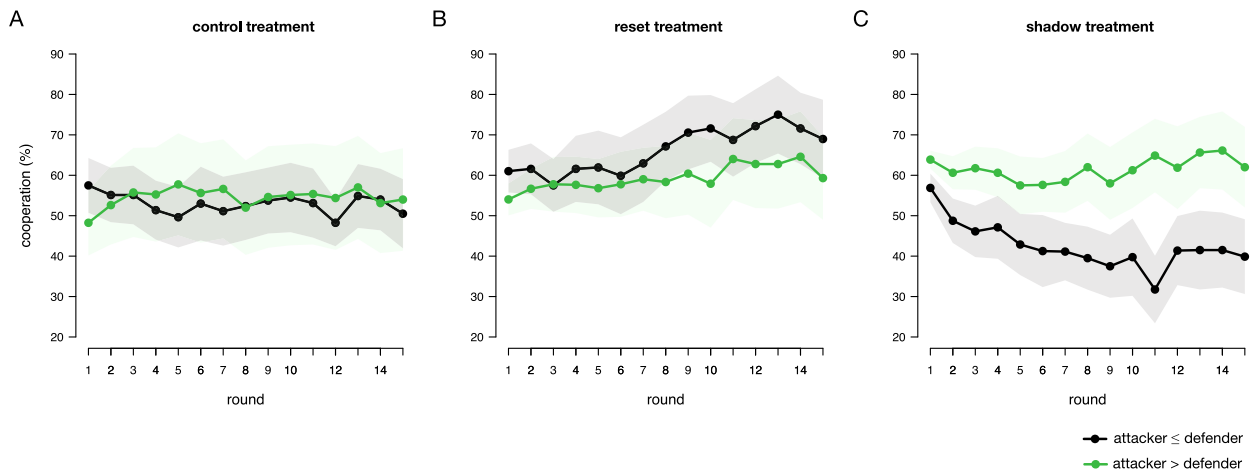 A
control treatment
B
reset treatment
C
shadow treatment
cooperation (%)
90
80
70
60
50
40
30
20
1 2 3 4 5 6 7 8 9 10 12 14
round
90
80
70
60
50
40
30
20
1 2 3 4 5 6 7 8 9 10 12 14
round
90
80
70
60
50
40
30
20
1 2 3 4 5 6 7 8 9 10 12 14
round
attacker ≤ defender
attacker > defender